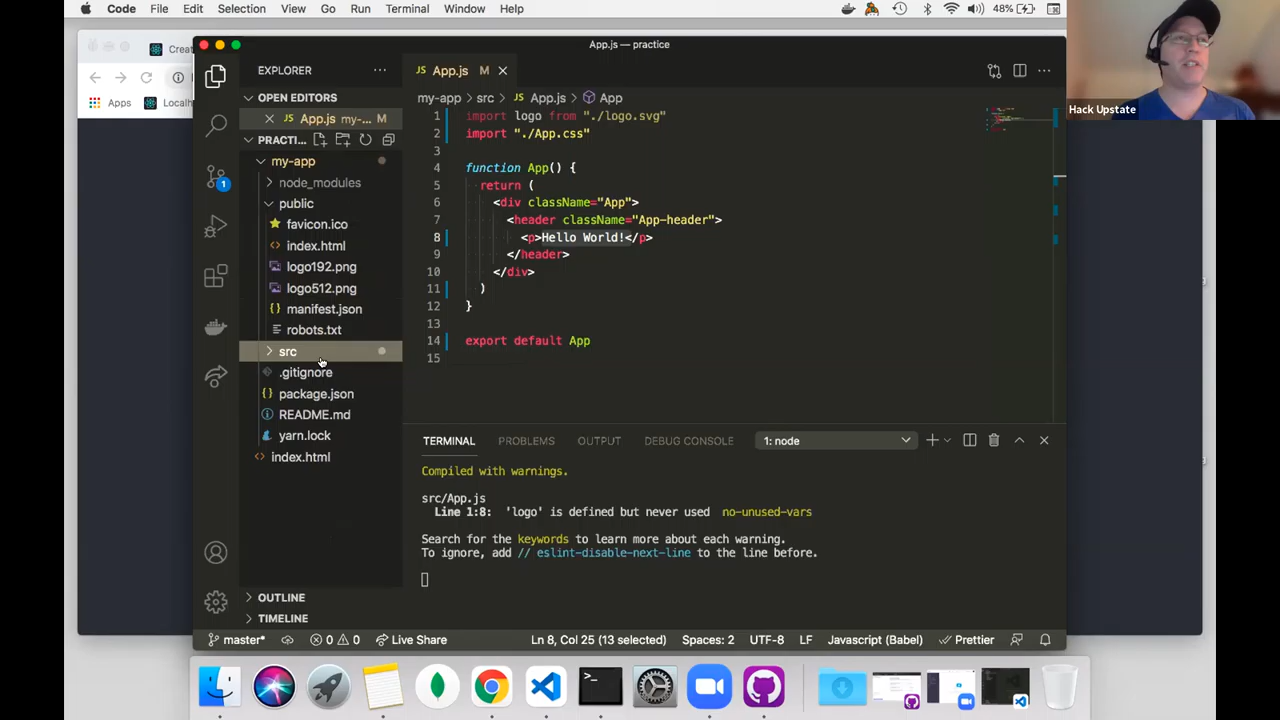 Code File Edit Selection View Go Run Terminal Window Help 48%
Creat
App.js — practice
Hack Upstate
Apps Localh
EXPLORER
App.js M
OPEN EDITORS
App.js my-... M
my-app > src > App.js > App
PRACTI...
my-app
node_modules
public
favicon.ico
index.html
logo192.png
logo512.png
manifest.json
robots.txt
src
.gitignore
package.json
README.md
yarn.lock
index.html
OUTLINE
TIMELINE
1 import logo from "./logo.svg"
2 import "./App.css"
3
4 function App() {
5 return (
6 <div className="App">
7 <header className="App-header">
8 <p>Hello World!</p>
9 </header>
10 </div>
11 )
12 }
13
14 export default App
15
TERMINAL PROBLEMS OUTPUT DEBUG CONSOLE 1: node
Compiled with warnings.
src/App.js
Line 1:8: 'logo' is defined but never used no-unused-vars
Search for the keywords to learn more about each warning.
To ignore, add // eslint-disable-next-line to the line before.
master* 0 0 Live Share Ln 8, Col 25 (13 selected) Spaces: 2 UTF-8 LF Javascript (Babel) Prettier
1